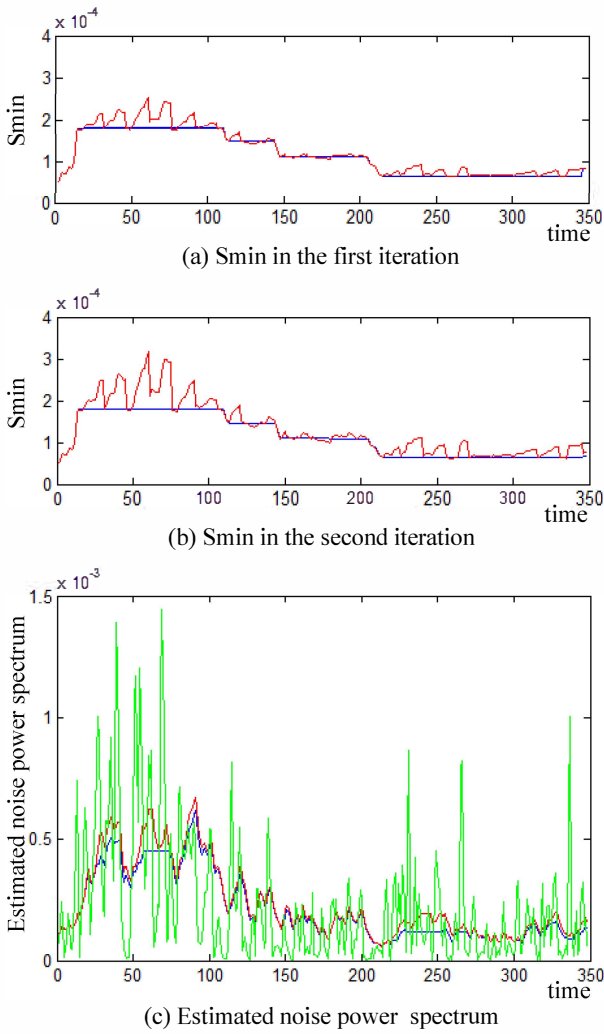 × 10⁻⁴
4
3
2
1
0
Smin
0 50 100 150 200 250 300 350
time
(a) Smin in the first iteration
× 10⁻⁴
4
3
2
1
0
Smin
0 50 100 150 200 250 300 350
time
(b) Smin in the second iteration
× 10⁻³
1.5
1
0.5
0
Estimated noise power spectrum
0 50 100 150 200 250 300 350
time
(c) Estimated noise power spectrum